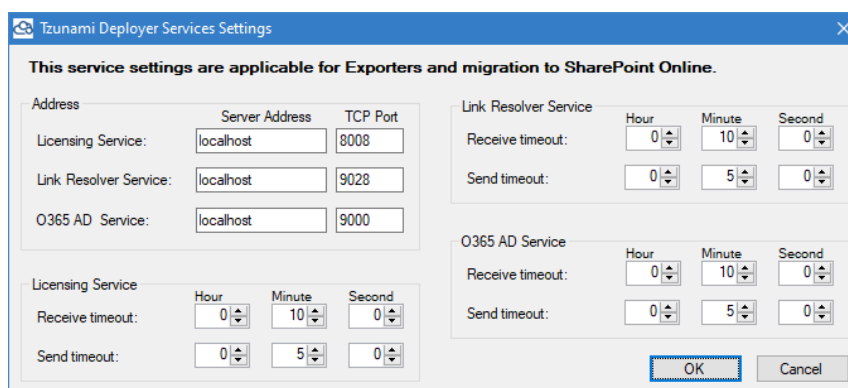 Tzunami Deployer Services Settings
This service settings are applicable for Exporters and migration to SharePoint Online.
Address
Server Address TCP Port
Licensing Service: localhost 8008
Link Resolver Service: localhost 9028
O365 AD Service: localhost 9000
Licensing Service
Hour Minute Second
Receive timeout: 0 10 0
Send timeout: 0 5 0
Link Resolver Service
Hour Minute Second
Receive timeout: 0 10 0
Send timeout: 0 5 0
O365 AD Service
Hour Minute Second
Receive timeout: 0 10 0
Send timeout: 0 5 0
OK Cancel